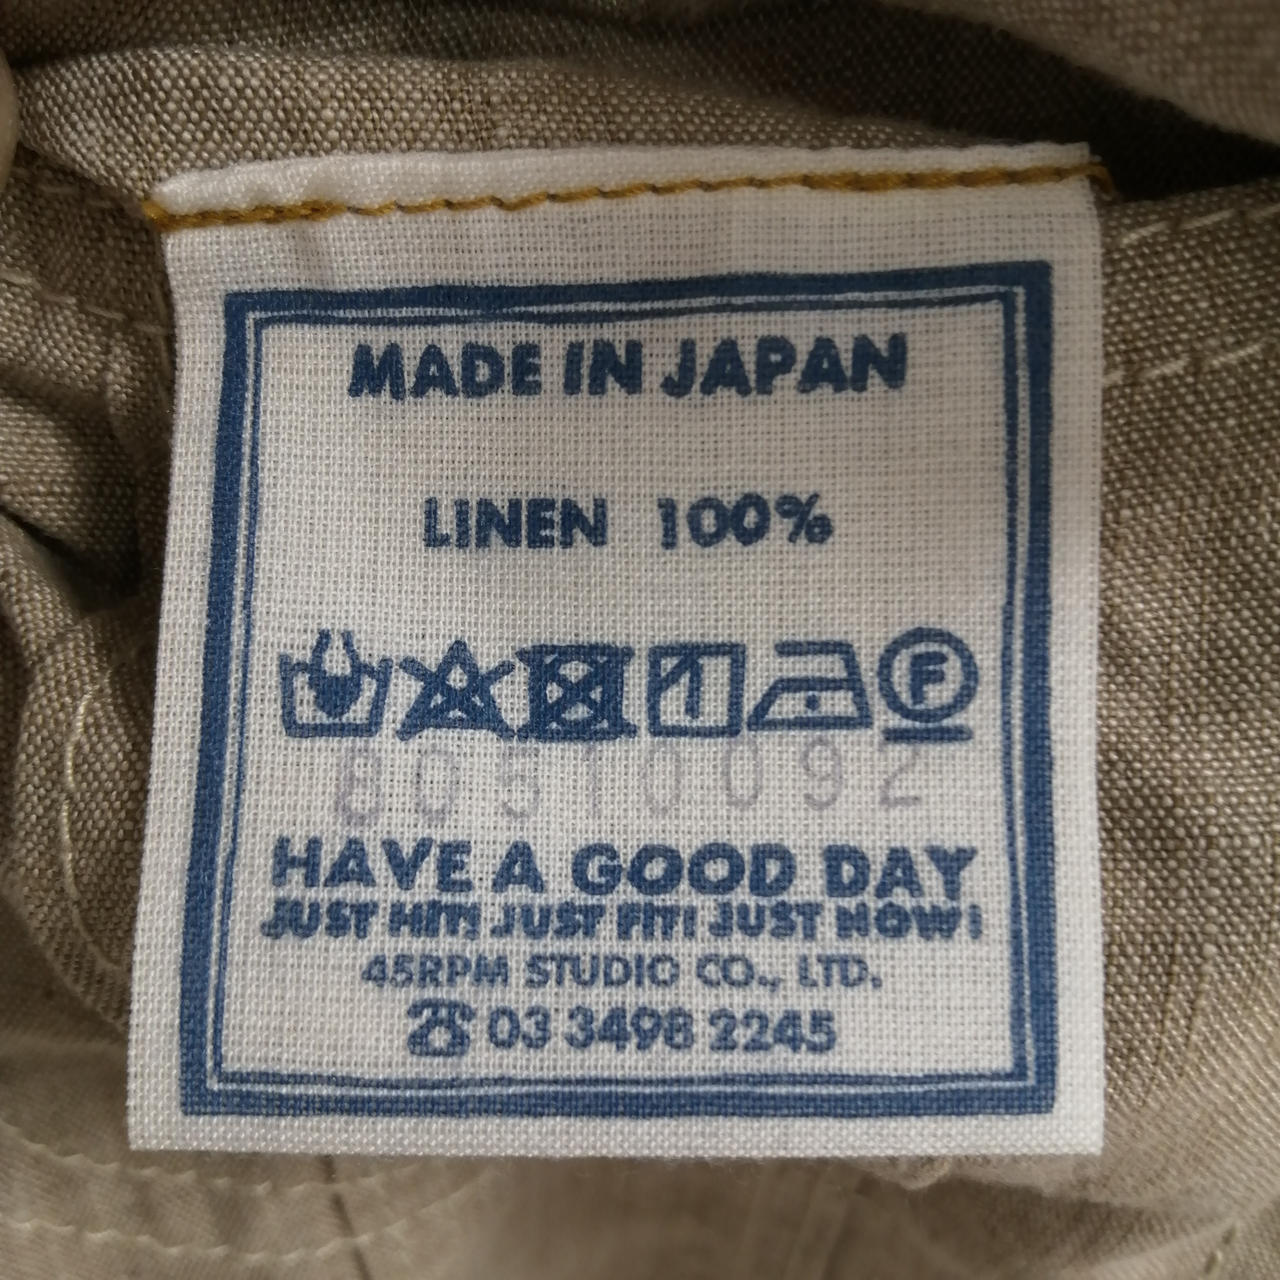 MADE IN JAPAN
LINEN 100%
F
80510092
HAVE A GOOD DAY
JUST HIT! JUST FIT! JUST NOW!
45RPM STUDIO CO., LTD.
☎ 03 3498 2245